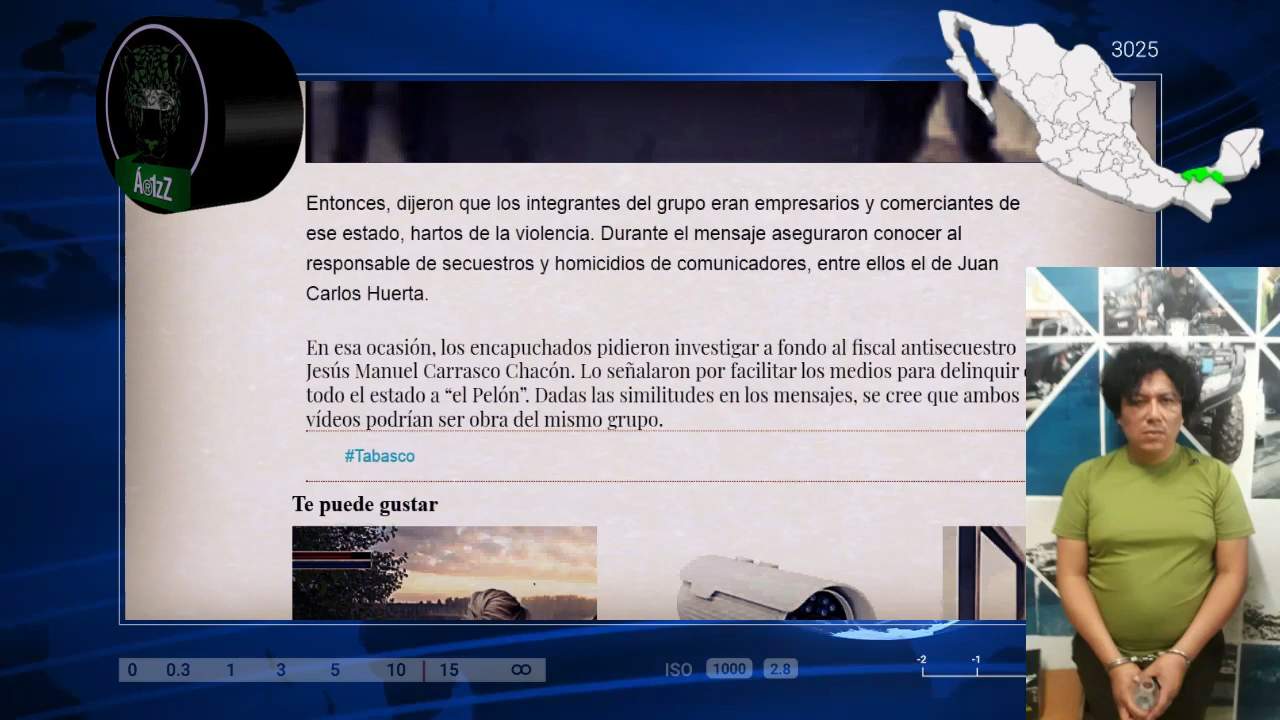 3025
Á®1zZ
Entonces, dijeron que los integrantes del grupo eran empresarios y comerciantes de
ese estado, hartos de la violencia. Durante el mensaje aseguraron conocer al
responsable de secuestros y homicidios de comunicadores, entre ellos el de Juan
Carlos Huerta.
En esa ocasión, los encapuchados pidieron investigar a fondo al fiscal antisecuestro
Jesús Manuel Carrasco Chacón. Lo señalaron por facilitar los medios para delinquir
todo el estado a “el Pelón”. Dadas las similitudes en los mensajes, se cree que ambos
vídeos podrían ser obra del mismo grupo.
#Tabasco
Te puede gustar
0 0.3 1 3 5 10 15 ∞
ISO 1000 2.8
-2 -1